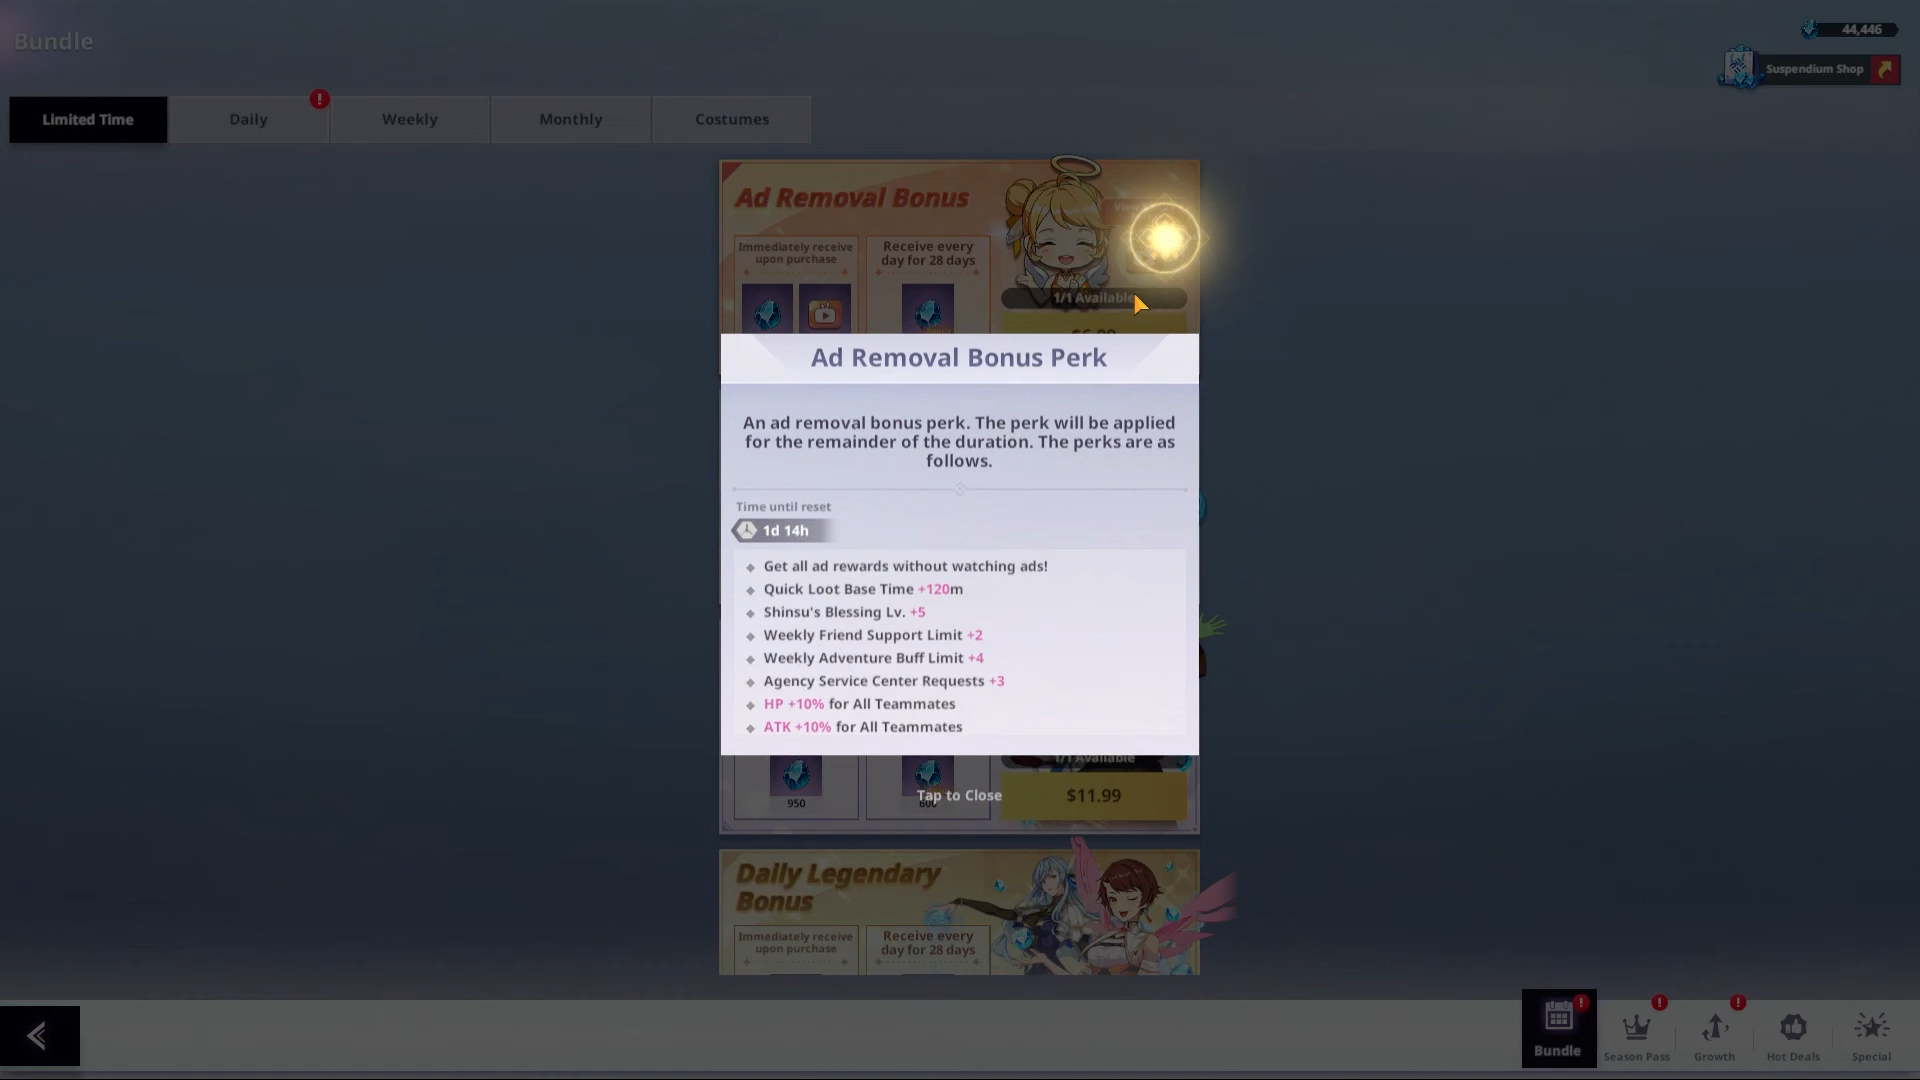 Bundle
44,446
Suspendium Shop
Limited Time
Daily
Weekly
Monthly
Costumes
Ad Removal Bonus
Immediately receive
upon purchase
Receive every
day for 28 days
1/1 Available
Ad Removal Bonus Perk
An ad removal bonus perk. The perk will be applied
for the remainder of the duration. The perks are as
follows.
Time until reset
1d 14h
Get all ad rewards without watching ads!
Quick Loot Base Time +120m
Shinsu's Blessing Lv. +5
Weekly Friend Support Limit +2
Weekly Adventure Buff Limit +4
Agency Service Center Requests +3
HP +10% for All Teammates
ATK +10% for All Teammates
1/1 Available
950
Tap to Close
$11.99
Daily Legendary
Bonus
Immediately receive
upon purchase
Receive every
day for 28 days
Bundle
Season Pass
Growth
Hot Deals
Special